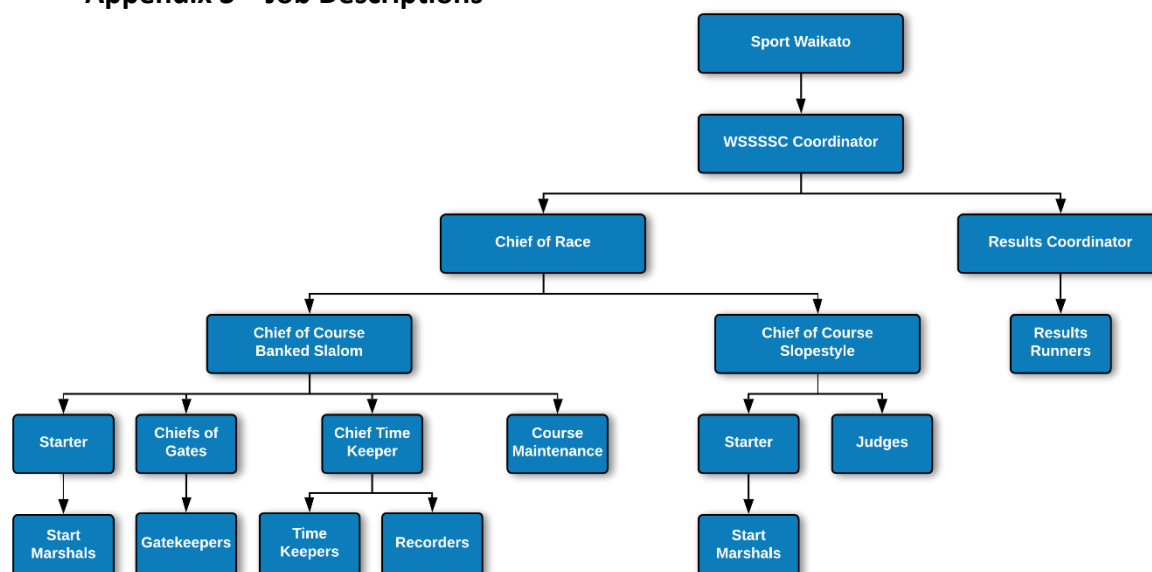 Sport Waikato
WSSSSC Coordinator
Chief of Race
Results Coordinator
Chief of Course
Banked Slalom
Chief of Course
Slopestyle
Results
Runners
Starter
Chiefs of
Gates
Chief Time
Keeper
Course
Maintenance
Starter
Judges
Start
Marshals
Gatekeepers
Time
Keepers
Recorders
Start
Marshals